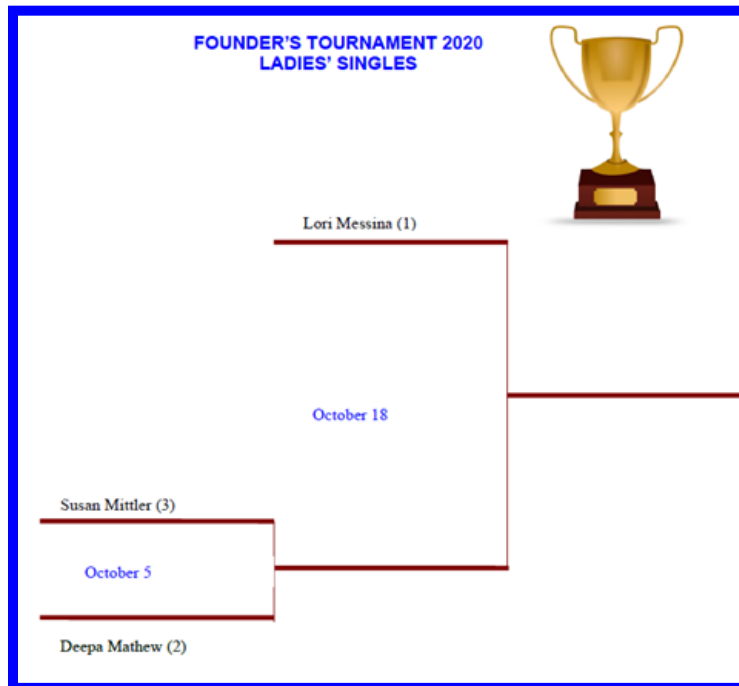 FOUNDER'S TOURNAMENT 2020
LADIES' SINGLES
Lori Messina (1)
October 18
Susan Mittler (3)
October 5
Deepa Mathew (2)